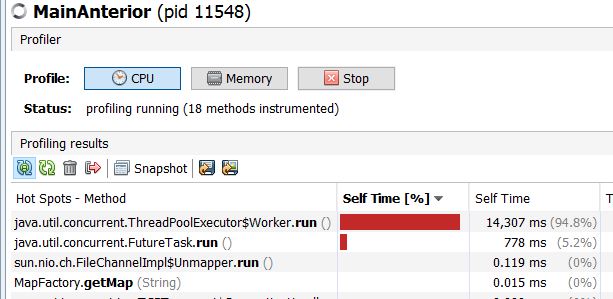 MainAnterior (pid 11548)
Profiler
Profile: CPU Memory Stop
Status: profiling running (18 methods instrumented)
Profiling results
Snapshot
Hot Spots - Method Self Time [%] Self Time T
java.util.concurrent.ThreadPoolExecutor$Worker.run () 14,307 ms (94.8%)
java.util.concurrent.FutureTask.run () 778 ms (5.2%)
sun.nio.ch.FileChannelImpl$Unmapper.run () 0.119 ms (0%)
MapFactory.getMap (String) 0.015 ms (0%)